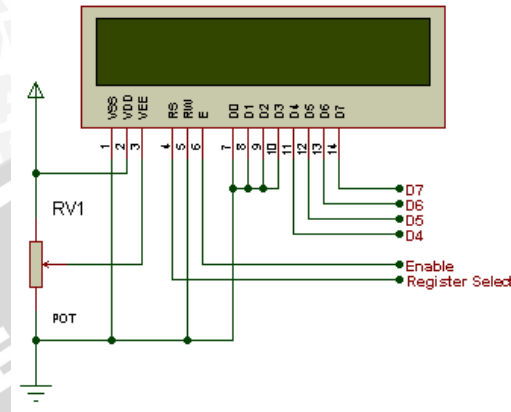 VSS VDD VEE RS RW E D0 D1 D2 D3 D4 D5 D6 D7
1 2 3 4 5 6 7 8 9 10 11 12 13 14
D7
RV1
D6
D5
D4
Enable
Register Select
POT